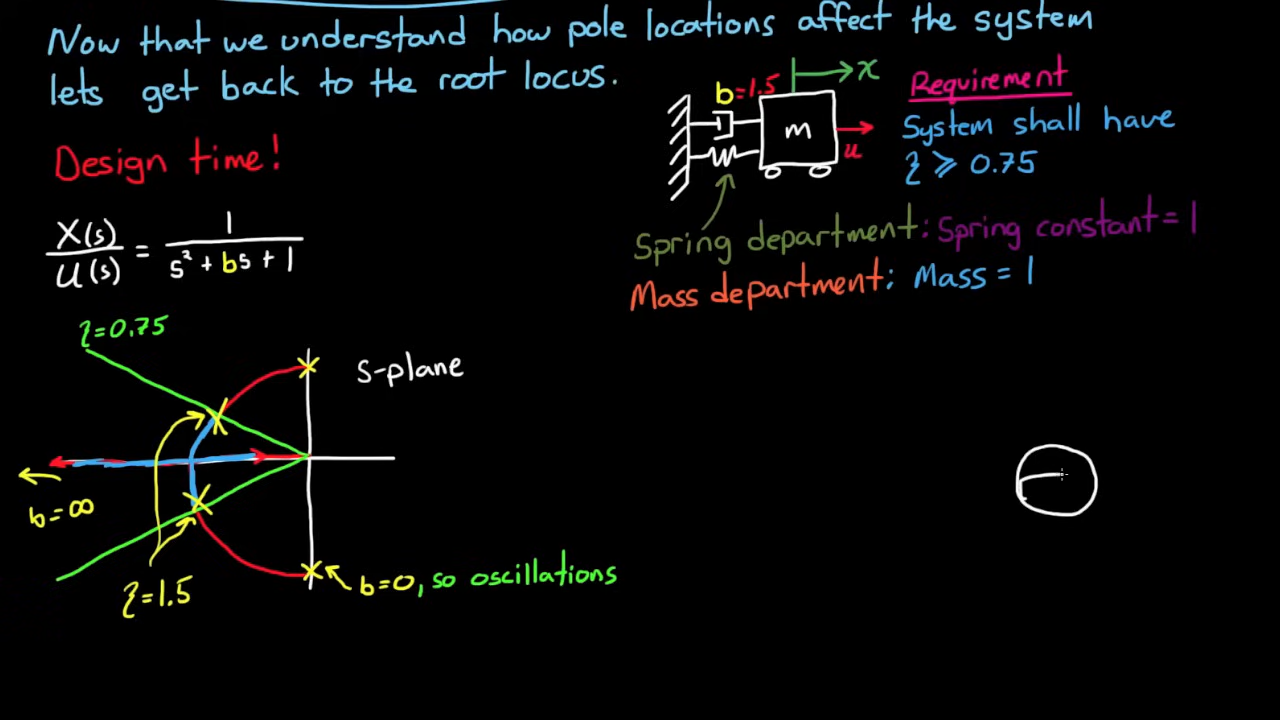 Now that we understand how pole locations affect the system
lets get back to the root locus.
Design time!
X(s)
U(s)
=
1
s² + bs + 1
b=1.5
x
m
u
Requirement
System shall have
ζ ≥ 0.75
Spring department: Spring constant = 1
Mass department: Mass = 1
ζ=0.75
S-plane
b=∞
ζ=1.5
b=0, so oscillations